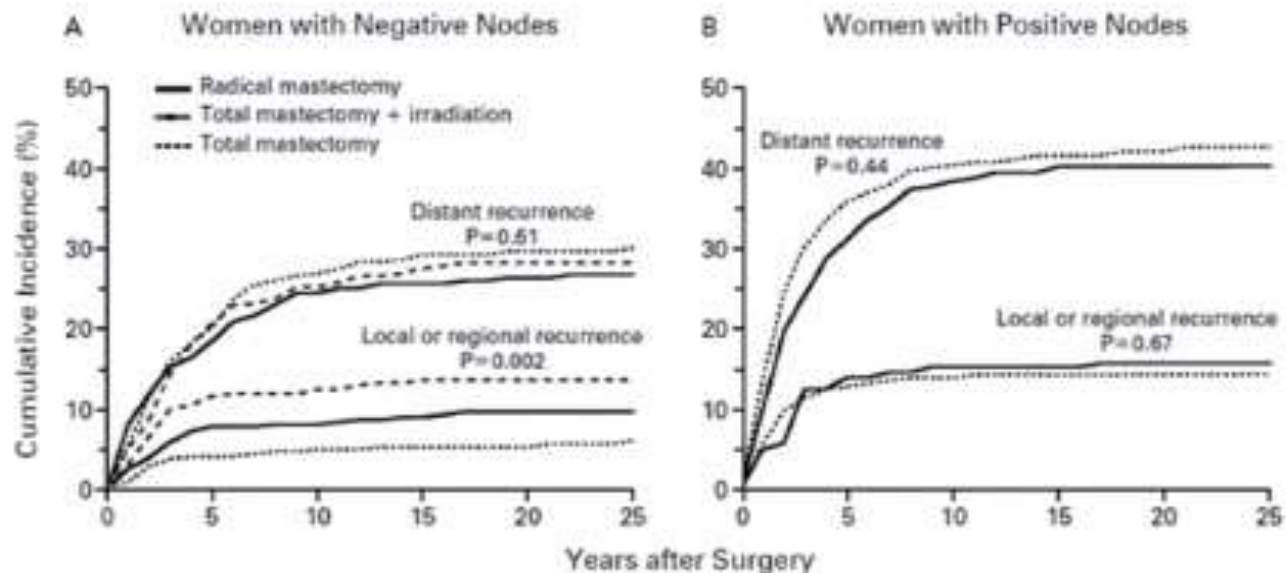 A Women with Negative Nodes
B Women with Positive Nodes
Radical mastectomy
Total mastectomy + irradiation
Total mastectomy
Distant recurrence
P=0.51
Local or regional recurrence
P=0.002
Distant recurrence
P=0.44
Local or regional recurrence
P=0.67
Cumulative Incidence (%)
50
40
30
20
10
0
0 5 10 15 20 25
50
40
30
20
10
0
0 5 10 15 20 25
Years after Surgery